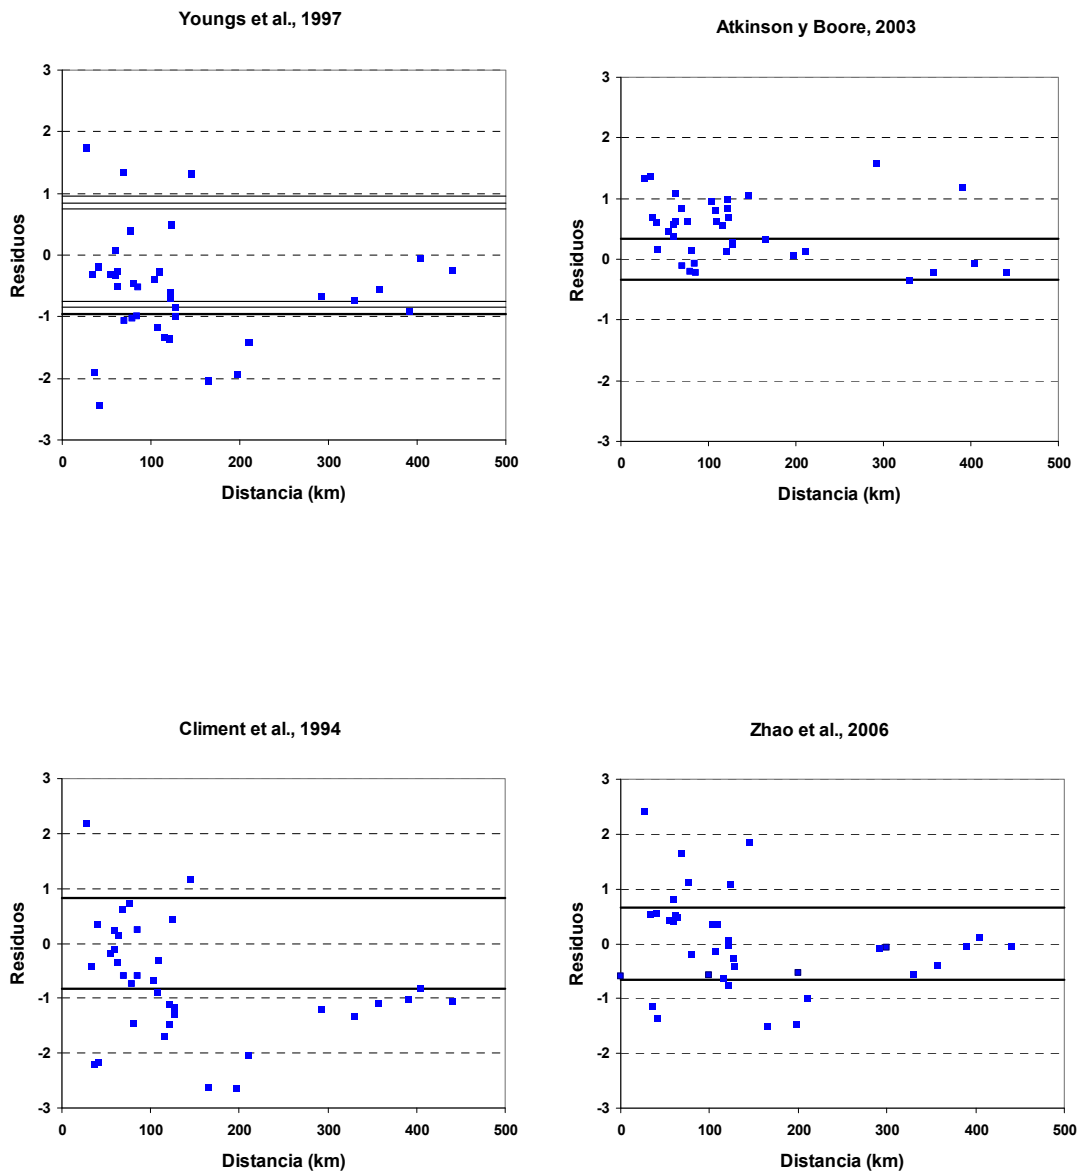 Youngs et al., 1997
3
2
1
0
-1
-2
-3
Residuos
0 100 200 300 400 500
Distancia (km)
Atkinson y Boore, 2003
3
2
1
0
-1
-2
-3
Residuos
0 100 200 300 400 500
Distancia (km)
Climent et al., 1994
3
2
1
0
-1
-2
-3
Residuos
0 100 200 300 400 500
Distancia (km)
Zhao et al., 2006
3
2
1
0
-1
-2
-3
Residuos
0 100 200 300 400 500
Distancia (km)